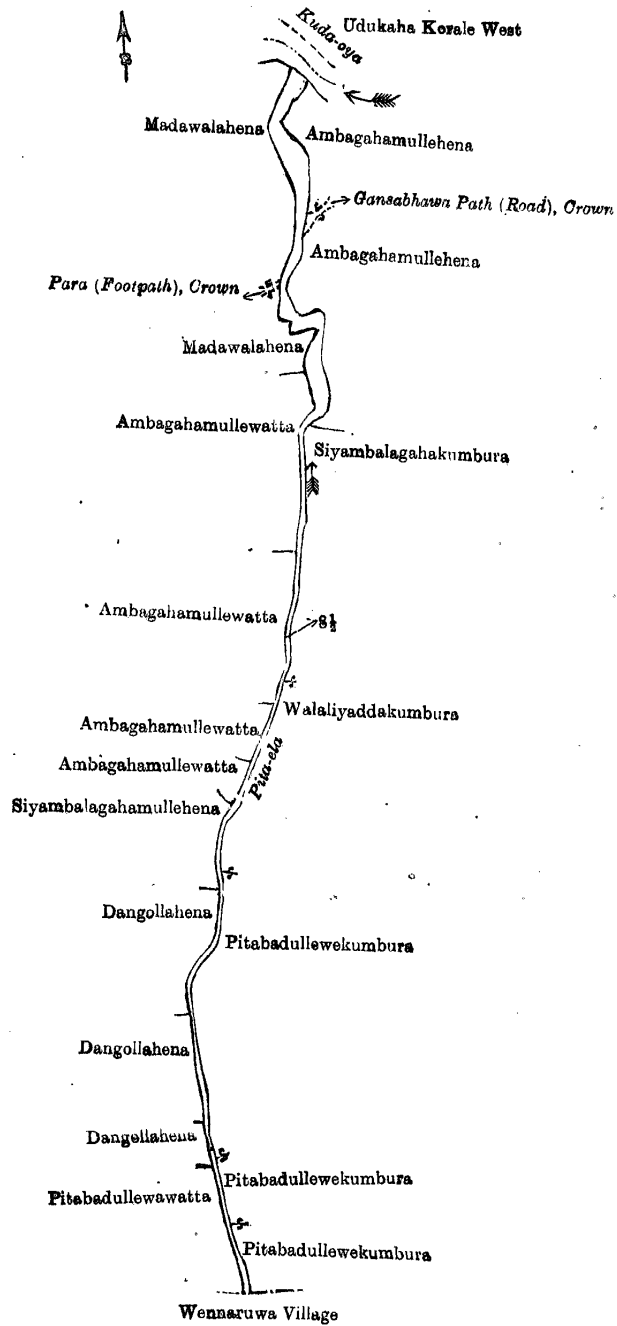 Udukaha Korale West
Kuda-oya
Madawalahena
Ambagahamullehena
Gansabhawa Path (Road), Crown
Ambagahamullehena
Para (Footpath), Crown
Madawalahena
Ambagahamullewatta
Siyambalagahakumbura
Ambagahamullewatta
8½
Walaliyaddakumbura
Ambagahamullewatta
Ambagahamullewatta
Pita-ela
Siyambalagahamullehena
Dangollahena
Pitabadullewekumbura
Dangollahena
Dangollahena
Pitabadullewekumbura
Pitabadullewawatta
Pitabadullewekumbura
Wennaruwa Village